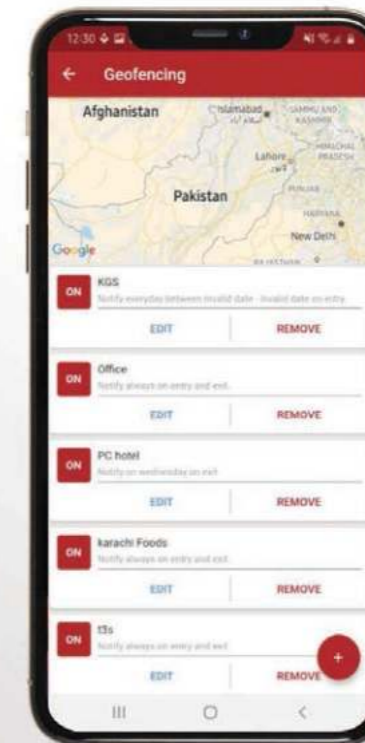 12:30
Geofencing
Afghanistan
Islamabad
JAMMU AND
KASHMIR
HIMACHAL
PRADESH
Lahore
PUNJAB
Pakistan
HARYANA
New Delhi
Google
RAJASTHAN
ON
KGS
Notify everyday between Invalid date - Invalid date on entry
EDIT
REMOVE
ON
Office
Notify always on entry and exit
EDIT
REMOVE
ON
PC hotel
Notify on wednesday on exit
EDIT
REMOVE
ON
karachi Foods
Notify always on entry and exit
EDIT
REMOVE
ON
t3s
Notify always on entry and exit
EDIT
REMOVE
+